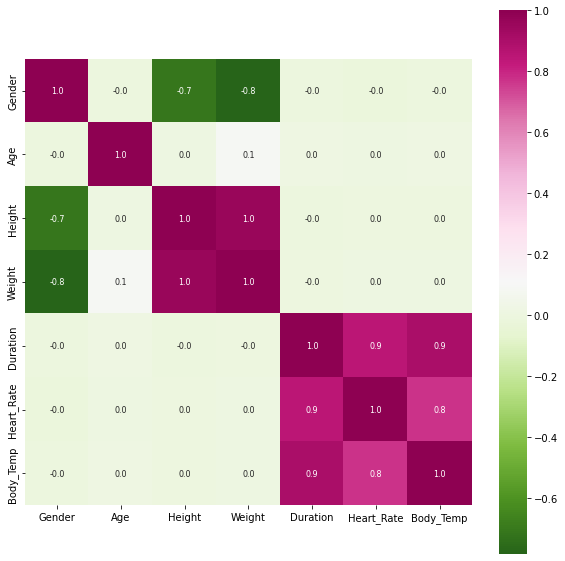 Gender 1.0 -0.0 -0.7 -0.8 -0.0 -0.0 -0.0
Age -0.0 1.0 0.0 0.1 0.0 0.0 0.0
Height -0.7 0.0 1.0 1.0 -0.0 0.0 0.0
Weight -0.8 0.1 1.0 1.0 -0.0 0.0 0.0
Duration -0.0 0.0 -0.0 -0.0 1.0 0.9 0.9
Heart_Rate -0.0 0.0 0.0 0.0 0.9 1.0 0.8
Body_Temp -0.0 0.0 0.0 0.0 0.9 0.8 1.0
Gender Age Height Weight Duration Heart_Rate Body_Temp
1.0
0.8
0.6
0.4
0.2
0.0
−0.2
−0.4
−0.6